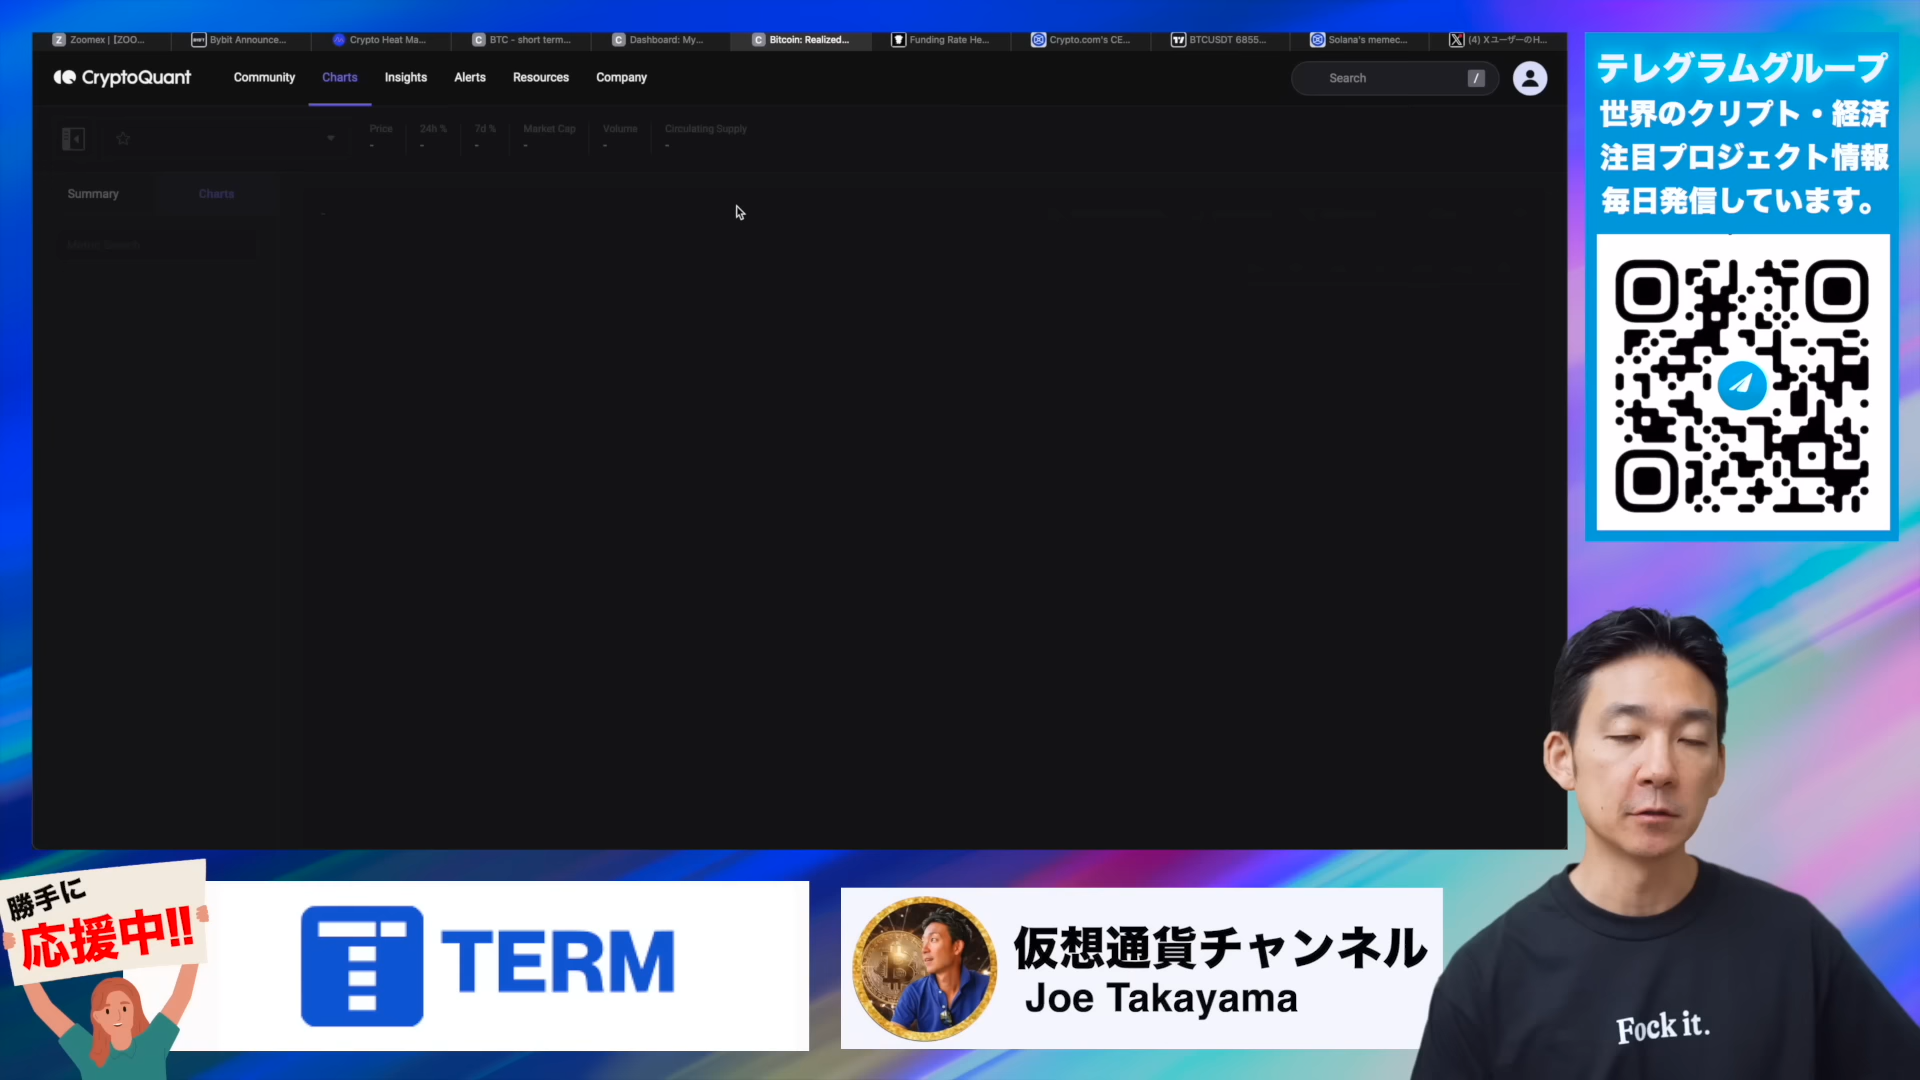 Zoomex | [ZOO...
Bybit Announce...
Crypto Heat Ma...
BTC - short term...
Dashboard: My...
Bitcoin: Realized...
Funding Rate He...
Crypto.com's CE...
BTCUSDT 6855...
Solana's memec...
(4) XユーザーのH...
CryptoQuant
Community
Charts
Insights
Alerts
Resources
Company
Search
/
Price
24h %
7d %
Market Cap
Volume
Circulating Supply
-
-
-
-
-
-
Summary
Charts
Metric Search
テレグラムグループ
世界のクリプト・経済
注目プロジェクト情報
毎日発信しています。
勝手に
応援中!!
TERM
仮想通貨チャンネル
Joe Takayama
Fock it.